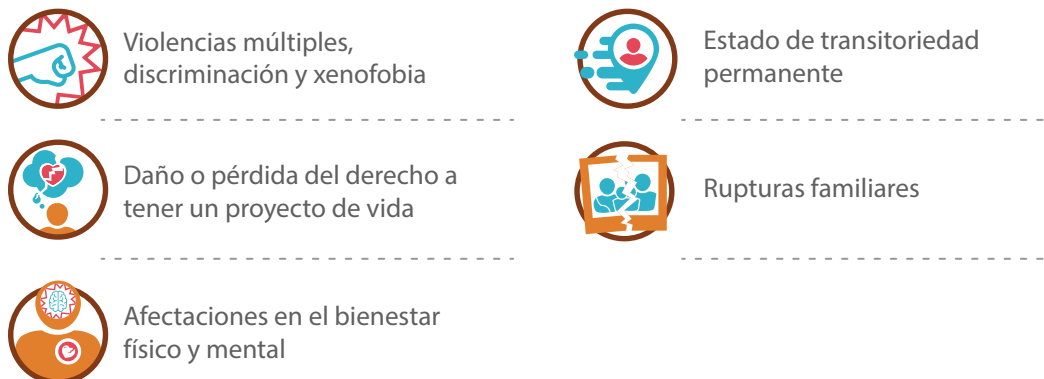 Violencias múltiples,
discriminación y xenofobia
Daño o pérdida del derecho a
tener un proyecto de vida
Afectaciones en el bienestar
físico y mental
Estado de transitoriedad
permanente
Rupturas familiares